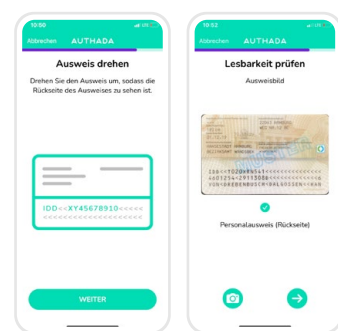 10:50
Abbrechen AUTHADA
Ausweis drehen
Drehen Sie den Ausweis um, sodass die
Rückseite des Ausweises zu sehen ist.
IDD<<XY45678910<<<<<
<<<<<<<<<<<<<<<<<<<<
WEITER
10:52
Abbrechen AUTHADA
Lesbarkeit prüfen
Ausweisbild
MUSTER
Personalausweis (Rückseite)